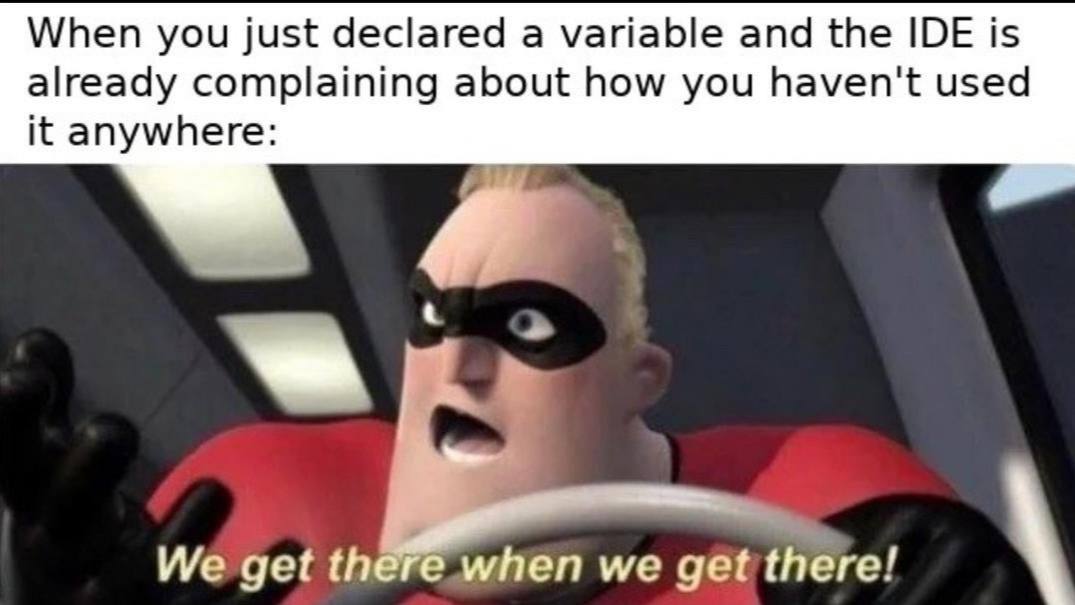 When you just declared a variable and the IDE is
already complaining about how you haven't used
it anywhere:
We get there when we get there!